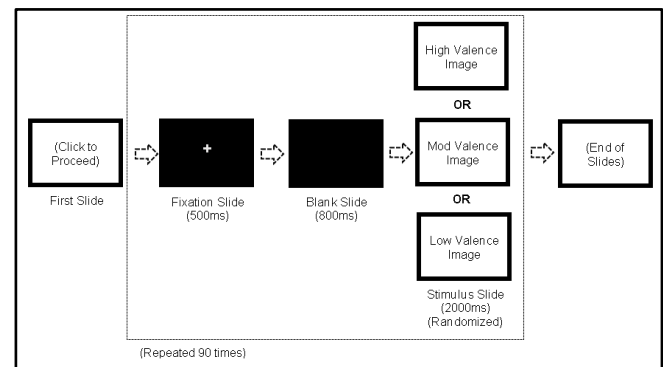 High Valence
Image
OR
(Click to
Proceed)
First Slide
+
Fixation Slide
(500ms)
Blank Slide
(800ms)
Mod Valence
Image
OR
Low Valence
Image
Stimulus Slide
(2000ms)
(Randomized)
(End of
Slides)
(Repeated 90 times)